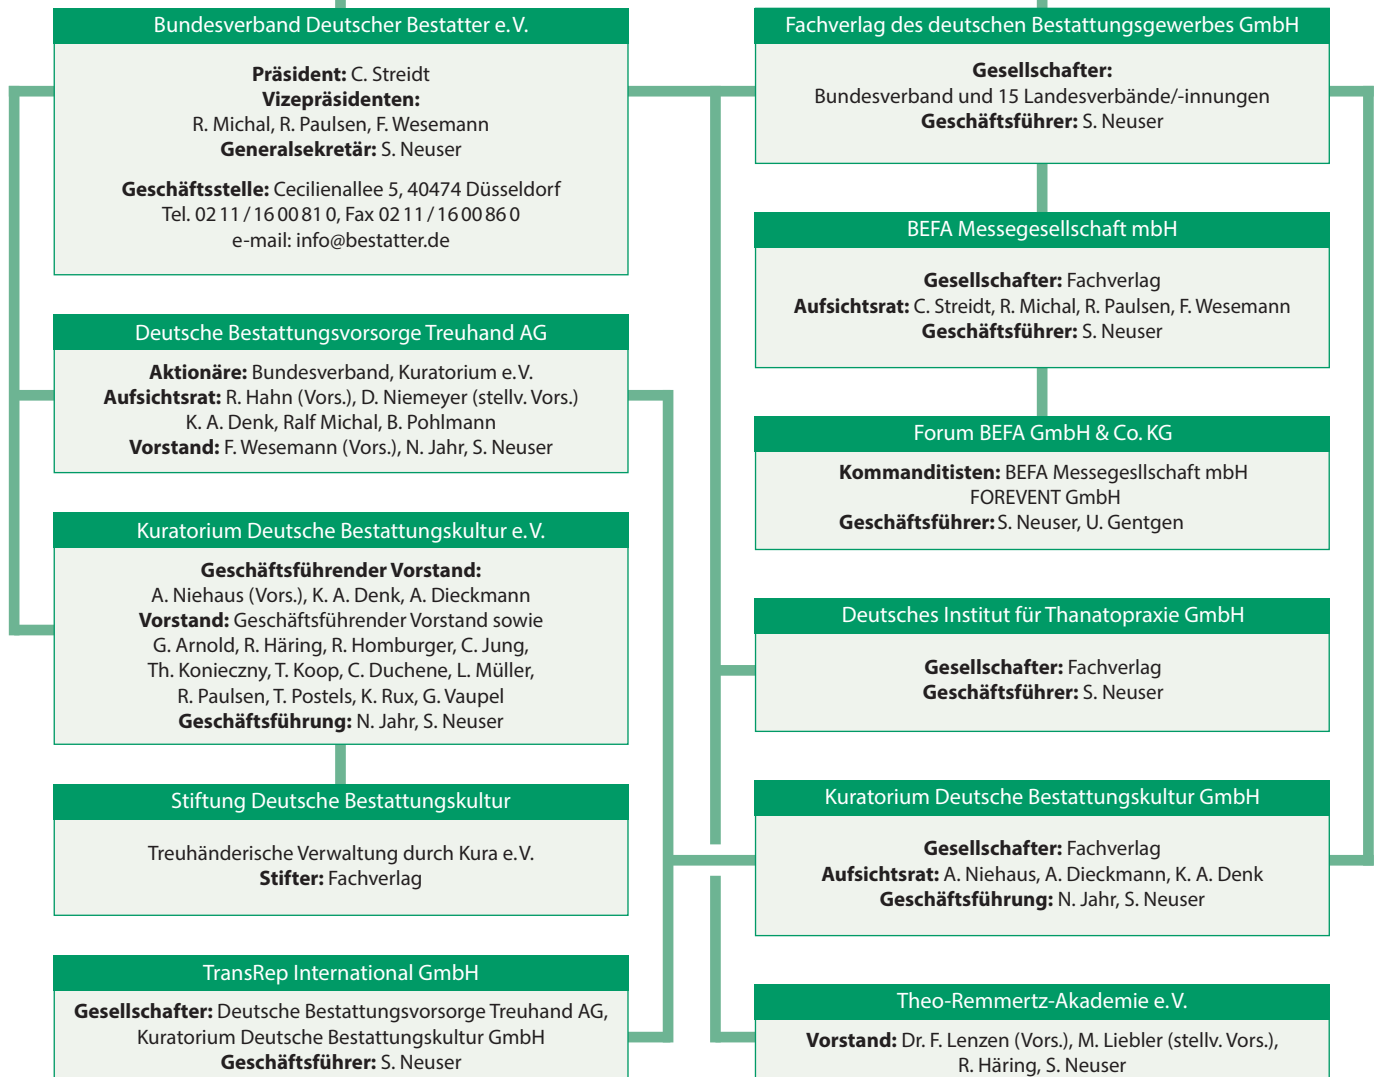 Bundesverband Deutscher Bestatter e.V.
Präsident: C. Streidt
Vizepräsidenten:
R. Michal, R. Paulsen, F. Wesemann
Generalsekretär: S. Neuser
Geschäftsstelle: Cecilienallee 5, 40474 Düsseldorf
Tel. 02 11 / 16 00 81 0, Fax 02 11 / 16 00 86 0
e-mail: info@bestatter.de
Deutsche Bestattungsvorsorge Treuhand AG
Aktionäre: Bundesverband, Kuratorium e.V.
Aufsichtsrat: R. Hahn (Vors.), D. Niemeyer (stellv. Vors.)
K. A. Denk, Ralf Michal, B. Pohlmann
Vorstand: F. Wesemann (Vors.), N. Jahr, S. Neuser
Kuratorium Deutsche Bestattungskultur e.V.
Geschäftsführender Vorstand:
A. Niehaus (Vors.), K. A. Denk, A. Dieckmann
Vorstand: Geschäftsführender Vorstand sowie
G. Arnold, R. Häring, R. Homburger, C. Jung,
Th. Konieczny, T. Koop, C. Duchene, L. Müller,
R. Paulsen, T. Postels, K. Rux, G. Vaupel
Geschäftsführung: N. Jahr, S. Neuser
Stiftung Deutsche Bestattungskultur
Treuhänderische Verwaltung durch Kura e.V.
Stifter: Fachverlag
TransRep International GmbH
Gesellschafter: Deutsche Bestattungsvorsorge Treuhand AG,
Kuratorium Deutsche Bestattungskultur GmbH
Geschäftsführer: S. Neuser
Fachverlag des deutschen Bestattungsgewerbes GmbH
Gesellschafter:
Bundesverband und 15 Landesverbände/-innungen
Geschäftsführer: S. Neuser
BEFA Messegesellschaft mbH
Gesellschafter: Fachverlag
Aufsichtsrat: C. Streidt, R. Michal, R. Paulsen, F. Wesemann
Geschäftsführer: S. Neuser
Forum BEFA GmbH & Co. KG
Kommanditisten: BEFA Messegesllschaft mbH
FOREVENT GmbH
Geschäftsführer: S. Neuser, U. Gentgen
Deutsches Institut für Thanatopraxie GmbH
Gesellschafter: Fachverlag
Geschäftsführer: S. Neuser
Kuratorium Deutsche Bestattungskultur GmbH
Gesellschafter: Fachverlag
Aufsichtsrat: A. Niehaus, A. Dieckmann, K. A. Denk
Geschäftsführung: N. Jahr, S. Neuser
Theo-Remmertz-Akademie e.V.
Vorstand: Dr. F. Lenzen (Vors.), M. Liebler (stellv. Vors.),
R. Häring, S. Neuser